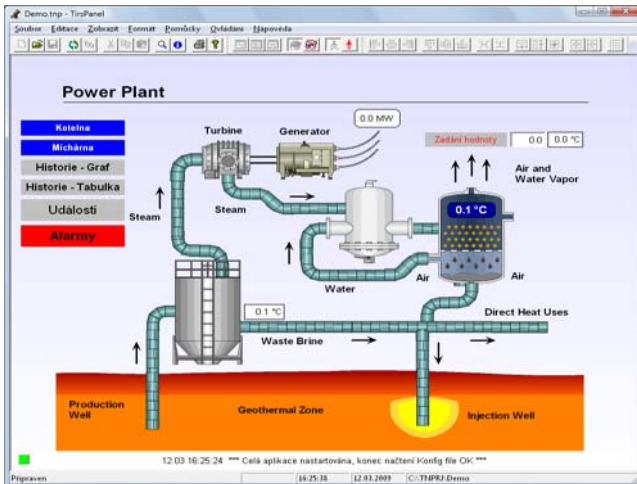 Demo.tnp - TirsPanel
Soubor Editace Zobrazit Formát Pomůcky Ovládání Nápověda
Power Plant
0.0 MW
Kotelna
Turbine
Generator
Zadání hodnoty
0.0
0.0 °C
Míchárna
Historie - Graf
Air and
Water Vapor
Historie - Tabulka
Události
Steam
Steam
0.1 °C
Alarmy
Water
Air
Air
0.1 °C
Direct Heat Uses
Waste Brine
Production
Well
Geothermal Zone
Injection Well
12.03 16:25:24 *** Celá aplikace nastartována, konec načtení Konfig file OK ***
Připraven
16:25:38
12.03.2009
C:\TNPRJ\Demo